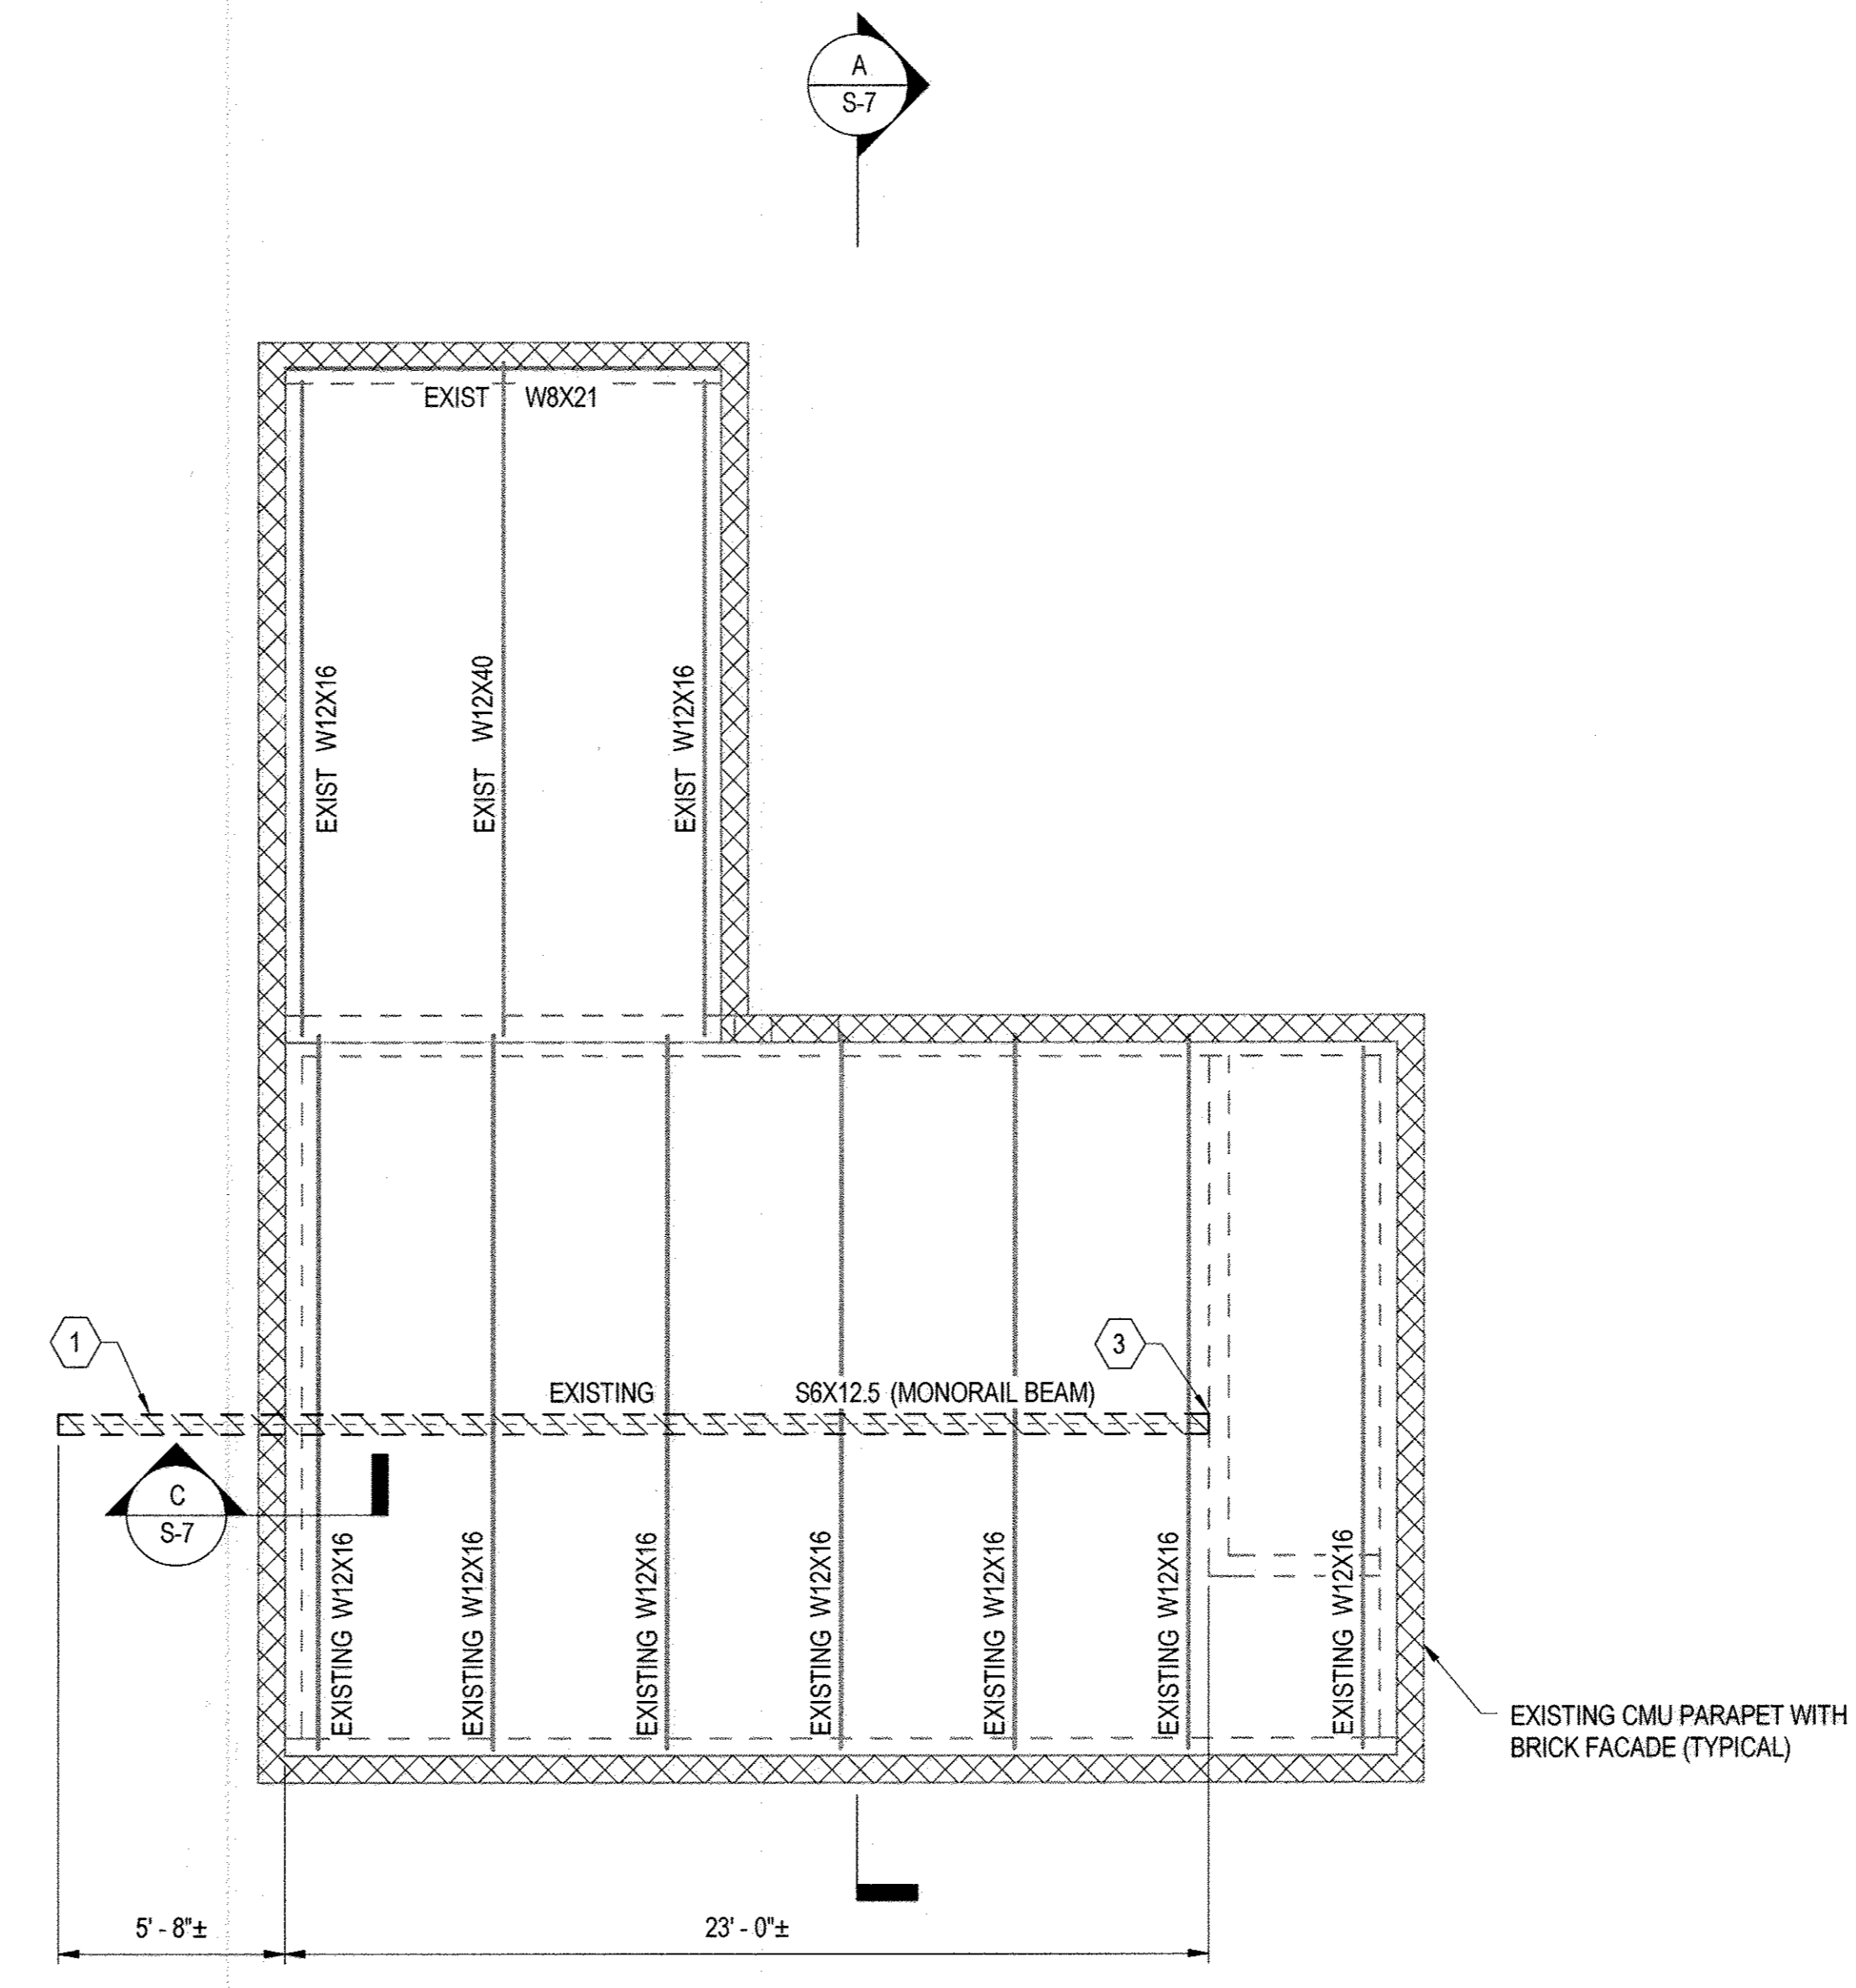 A
S-7
EXIST W8X21
EXIST W12X16
EXIST W12X40
EXIST W12X16
1
3
EXISTING S6X12.5 (MONORAIL BEAM)
C
S-7
EXISTING W12X16
EXISTING W12X16
EXISTING W12X16
EXISTING W12X16
EXISTING W12X16
EXISTING W12X16
EXISTING W12X16
EXISTING CMU PARAPET WITH
BRICK FACADE (TYPICAL)
5' - 8"±
23' - 0"±